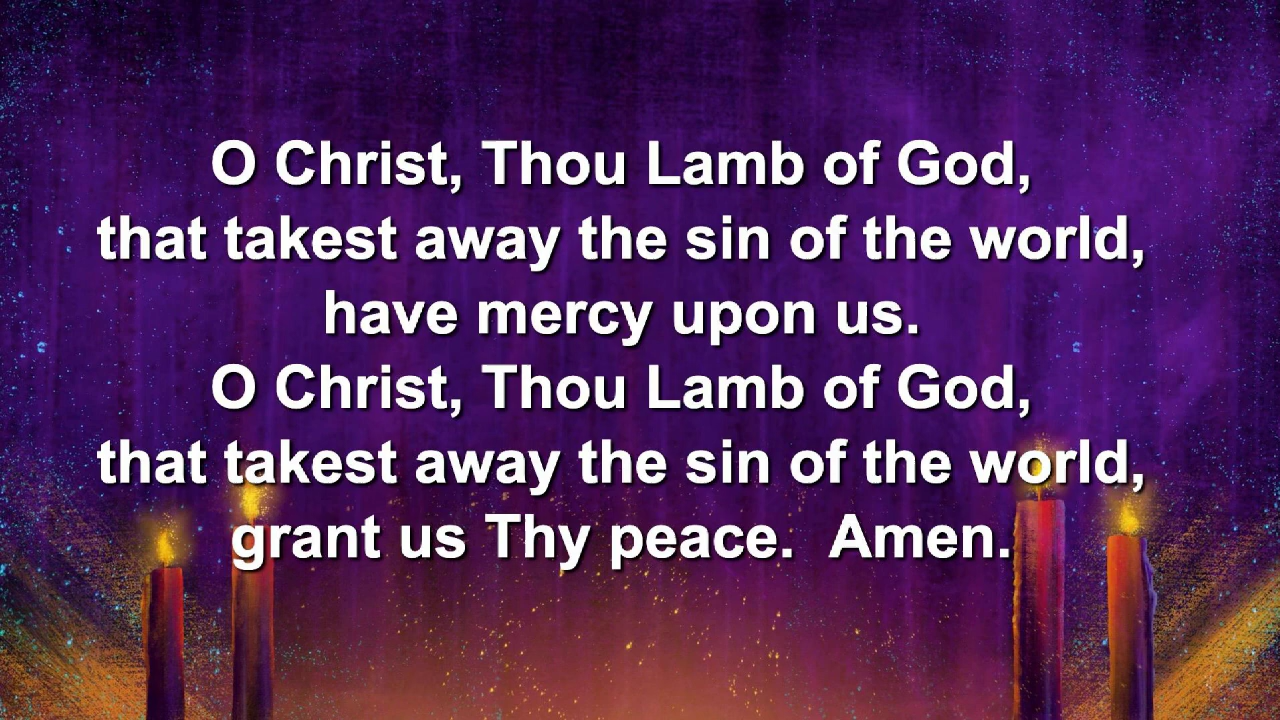 O Christ, Thou Lamb of God,
that takest away the sin of the world,
have mercy upon us.
O Christ, Thou Lamb of God,
that takest away the sin of the world,
grant us Thy peace.  Amen.